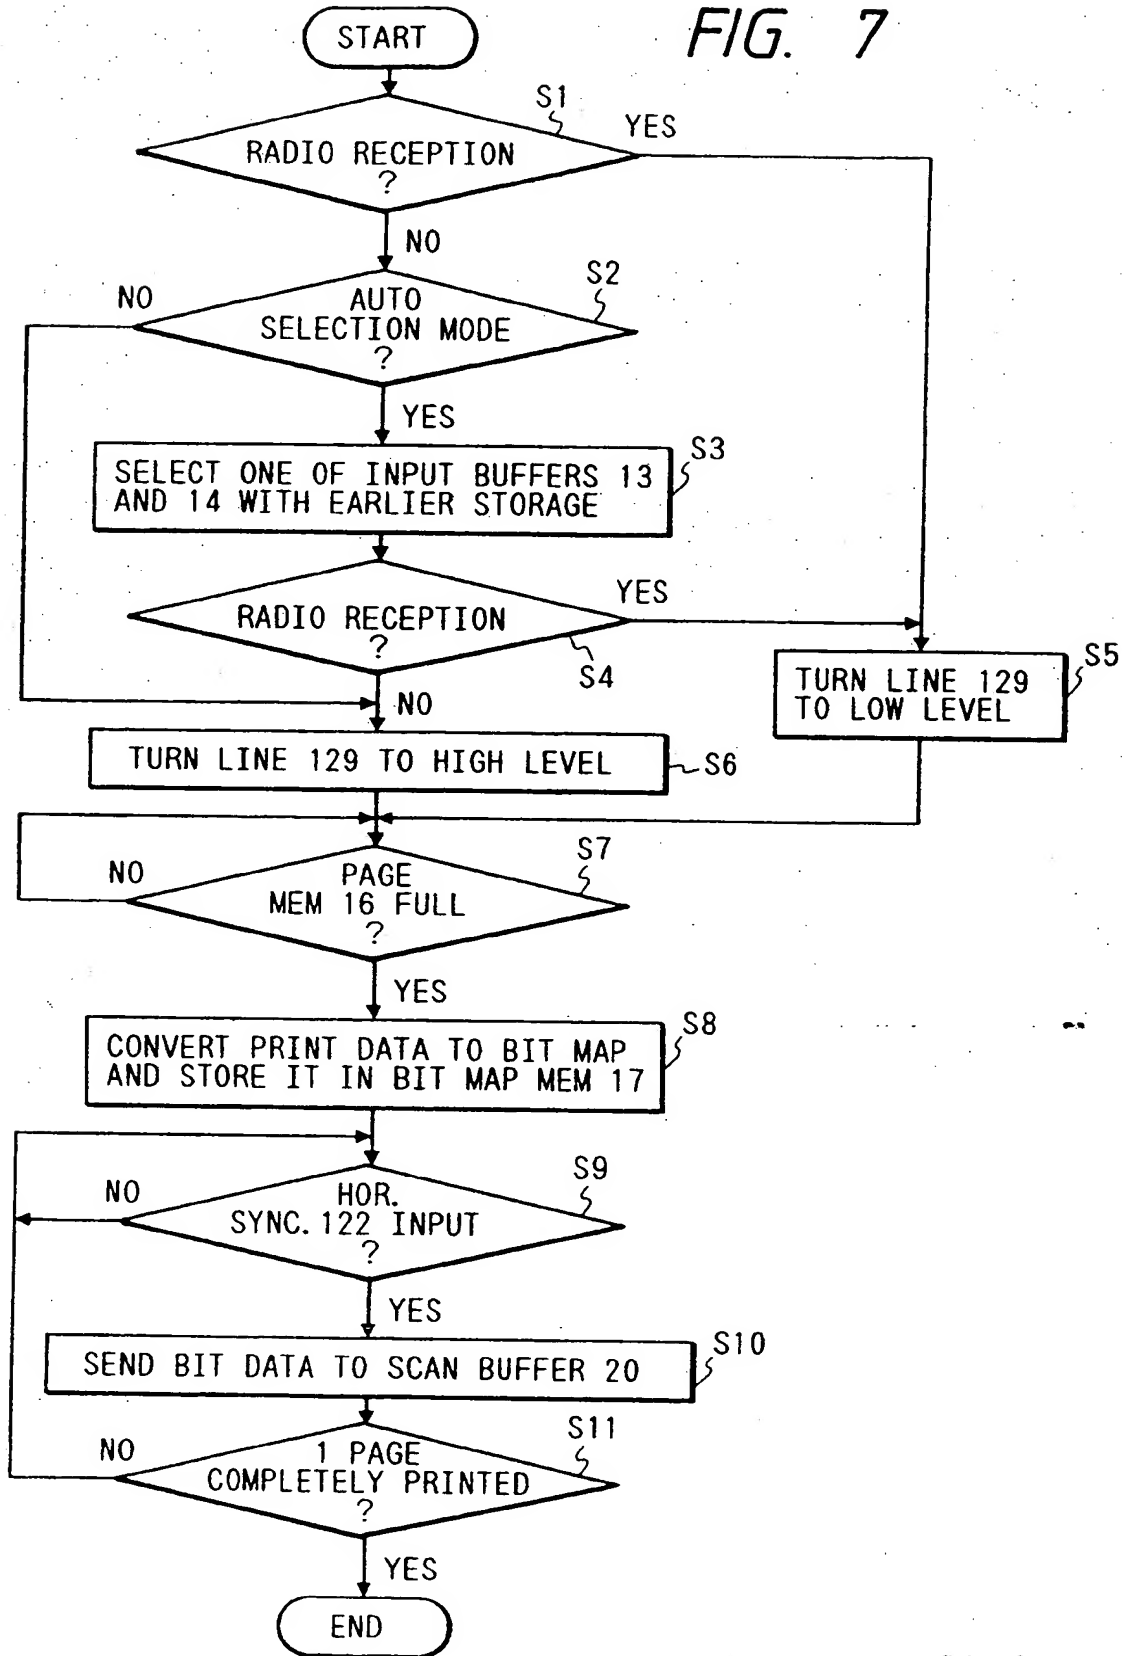 FIG. 7
START
S1
YES
RADIO RECEPTION
?
NO
S2
NO
AUTO
SELECTION MODE
?
YES
S3
SELECT ONE OF INPUT BUFFERS 13
AND 14 WITH EARLIER STORAGE
YES
RADIO RECEPTION
?
S4
NO
S5
TURN LINE 129
TO LOW LEVEL
TURN LINE 129 TO HIGH LEVEL
S6
S7
NO
PAGE
MEM 16 FULL
?
YES
S8
CONVERT PRINT DATA TO BIT MAP
AND STORE IT IN BIT MAP MEM 17
S9
NO
HOR.
SYNC. 122 INPUT
?
YES
S10
SEND BIT DATA TO SCAN BUFFER 20
S11
NO
1 PAGE
COMPLETELY PRINTED
?
YES
END